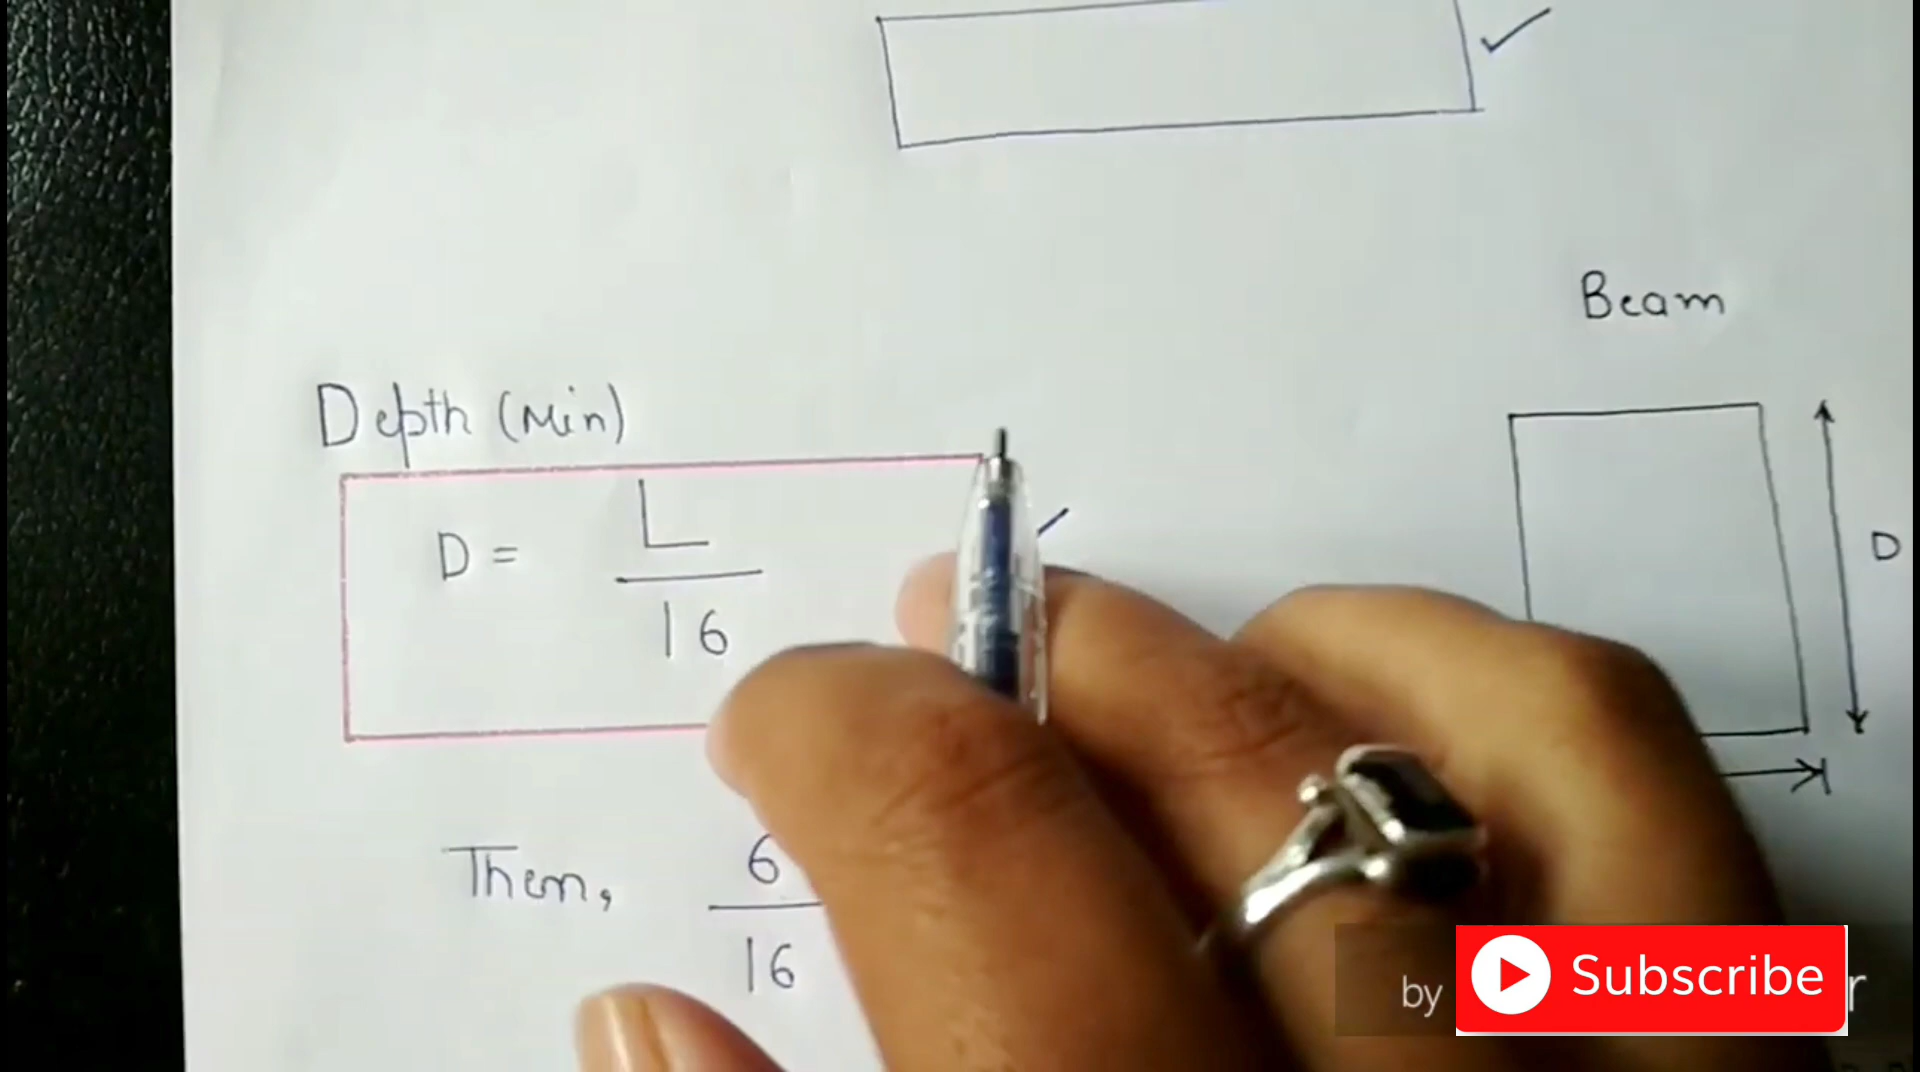 Beam
Depth (Min)
D = L
16
D
Then, 6
16
by
Subscribe
r